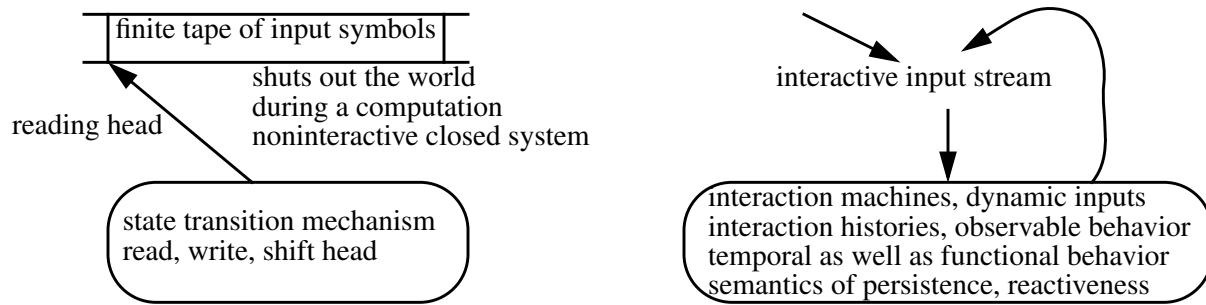 finite tape of input symbols
shuts out the world
during a computation
noninteractive closed system
reading head
state transition mechanism
read, write, shift head
interactive input stream
interaction machines, dynamic inputs
interaction histories, observable behavior
temporal as well as functional behavior
semantics of persistence, reactiveness